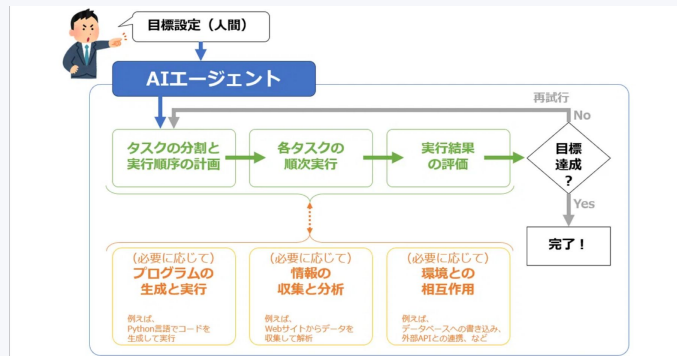 目標設定（人間）
AIエージェント
再試行
No
タスクの分割と
実行順序の計画
各タスクの
順次実行
実行結果
の評価
目標
達成
？
Yes
完了！
（必要に応じて）
プログラムの
生成と実行
例えば、
Python言語でコードを
生成して実行
（必要に応じて）
情報の
収集と分析
例えば、
Webサイトからデータを
収集して解析
（必要に応じて）
環境との
相互作用
例えば、
データベースへの書き込み、
外部APIとの連携、など